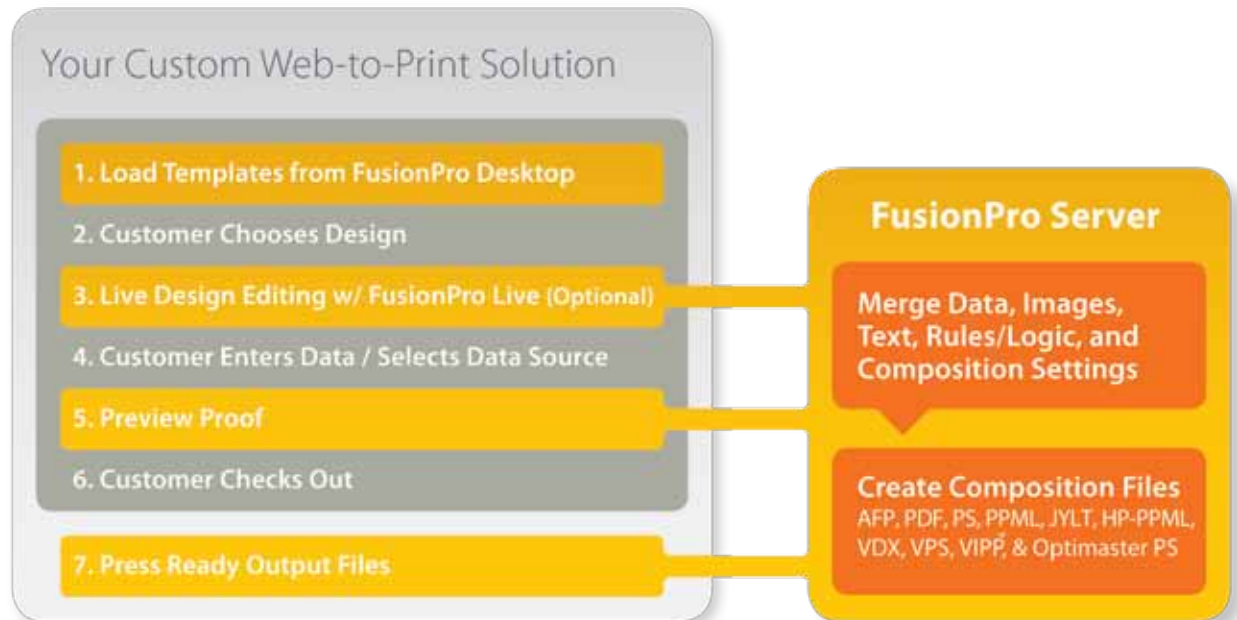 Your Custom Web-to-Print Solution
1. Load Templates from FusionPro Desktop
2. Customer Chooses Design
3. Live Design Editing w/ FusionPro Live (Optional)
4. Customer Enters Data / Selects Data Source
5. Preview Proof
6. Customer Checks Out
7. Press Ready Output Files
FusionPro Server
Merge Data, Images,
Text, Rules/Logic, and
Composition Settings
Create Composition Files
AFP, PDF, PS, PPML, JYLT, HP-PPML,
VDX, VPS, VIPP, & Optimaster PS